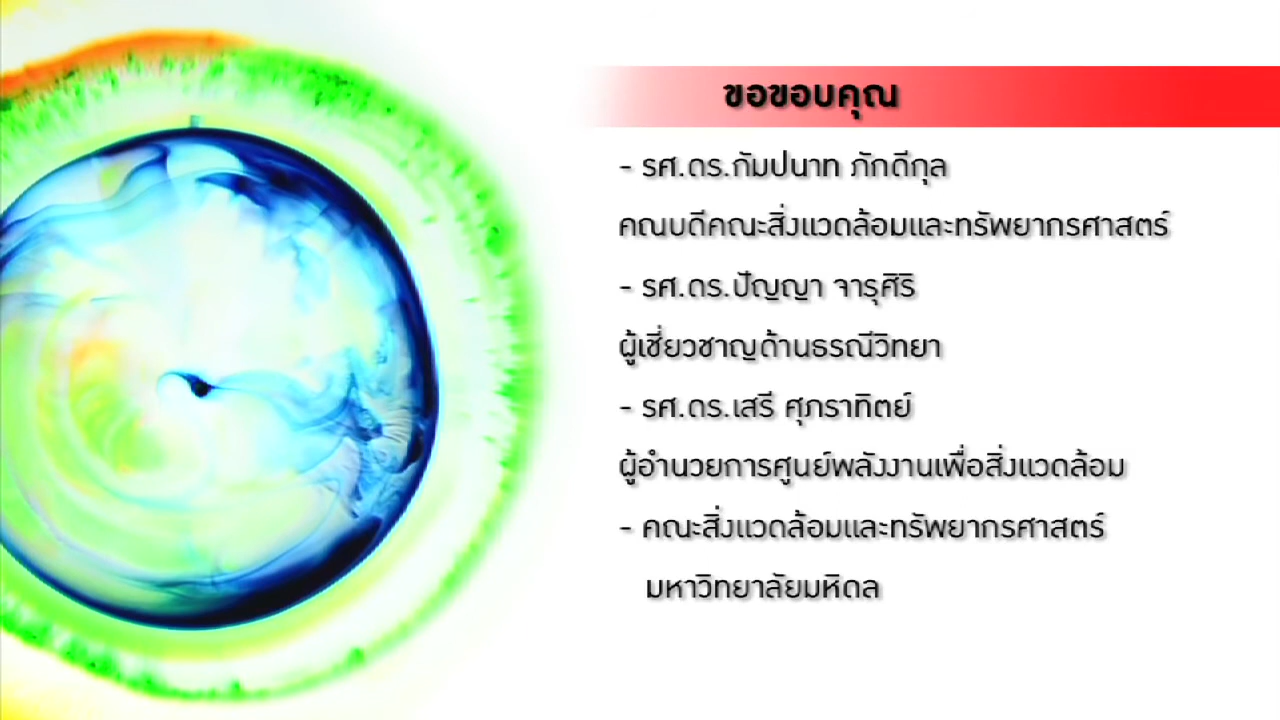 ขอขอบคุณ
- รศ.ดร.กัมปนาท ภักดีกุล
คณบดีคณะสิ่งแวดล้อมและทรัพยากรศาสตร์
- รศ.ดร.ปัญญา จารุศิริ
ผู้เชี่ยวชาญด้านธรณีวิทยา
- รศ.ดร.เสรี ศุภราทิตย์
ผู้อำนวยการศูนย์พลังงานเพื่อสิ่งแวดล้อม
- คณะสิ่งแวดล้อมและทรัพยากรศาสตร์
มหาวิทยาลัยมหิดล